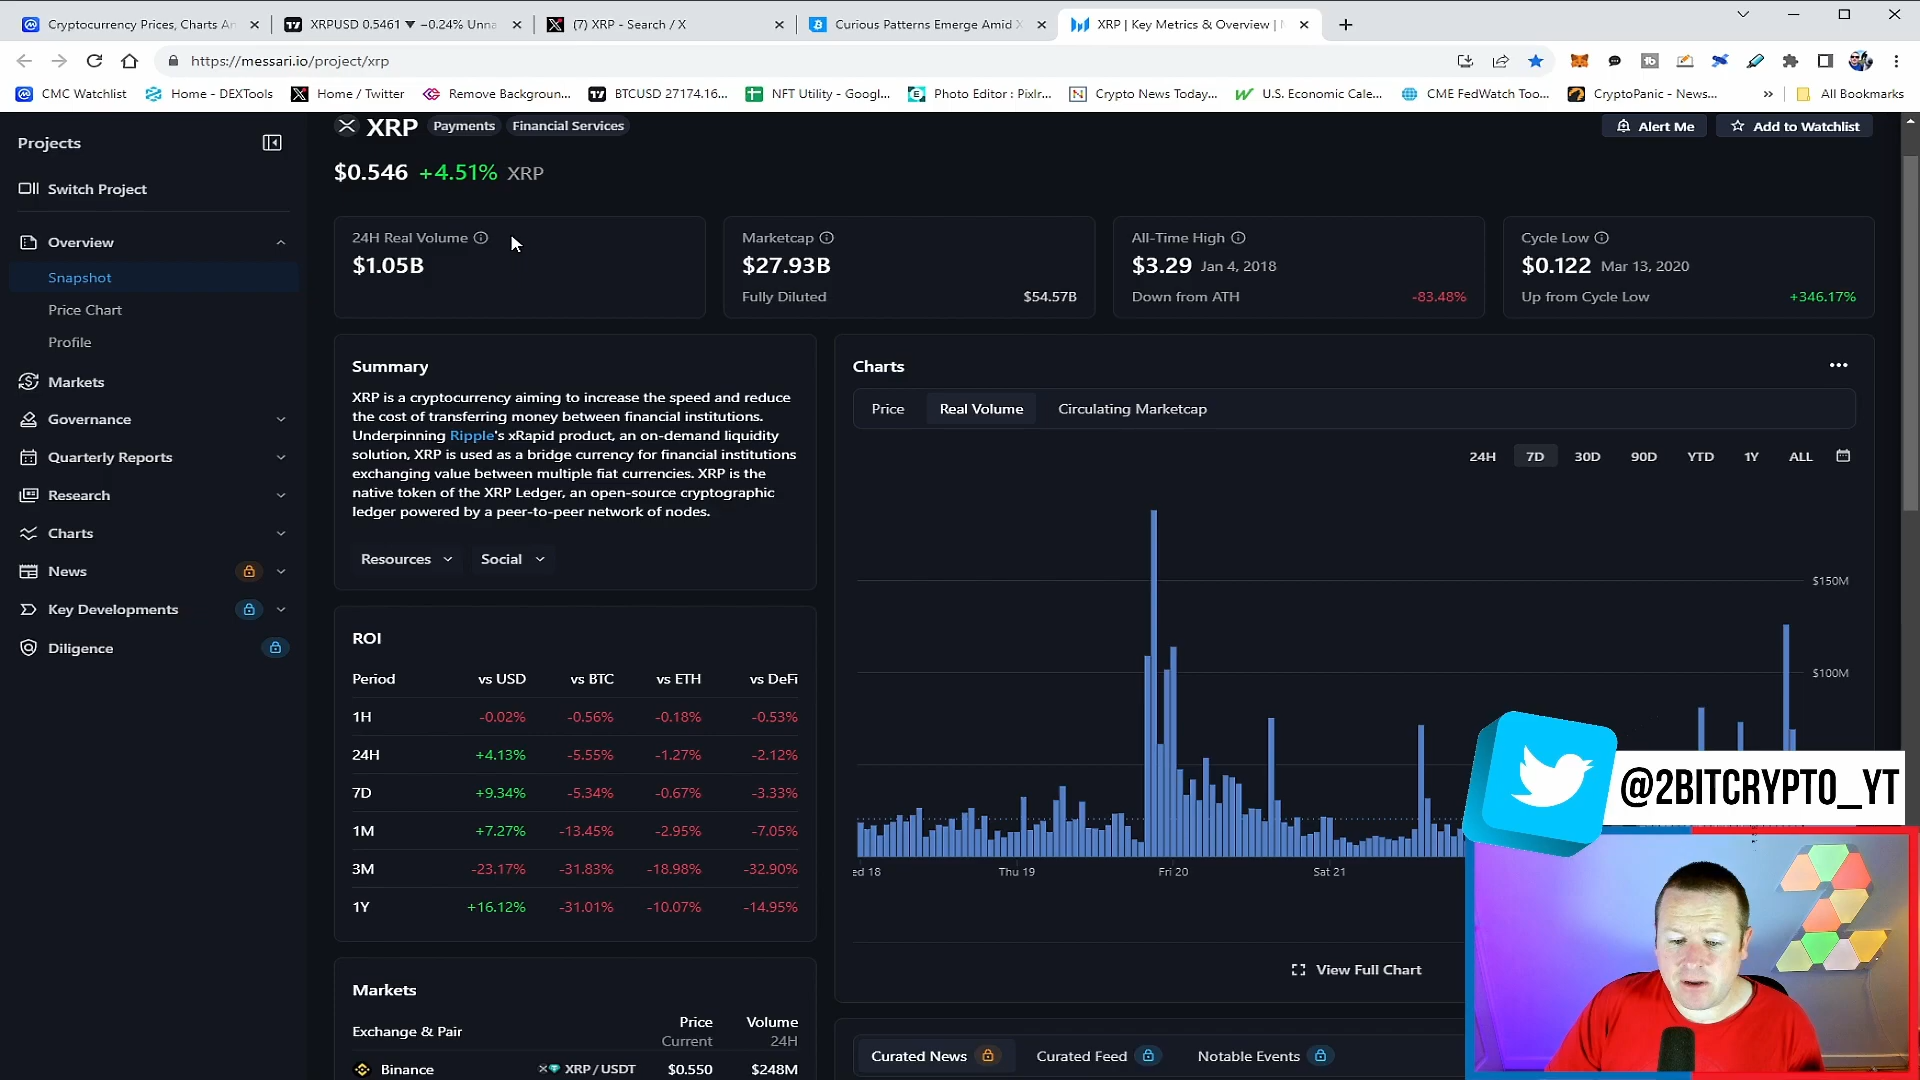 Cryptocurrency Prices, Charts An
XRPUSD 0.5461 ▼ −0.24% Unna
(7) XRP - Search / X
Curious Patterns Emerge Amid X
XRP | Key Metrics & Overview |
https://messari.io/project/xrp
CMC Watchlist
Home - DEXTools
Home / Twitter
Remove Backgroun...
BTCUSD 27174.16...
NFT Utility - Googl...
Photo Editor : Pixlr...
Crypto News Today...
U.S. Economic Cale...
CME FedWatch Too...
CryptoPanic - News...
»
All Bookmarks
Projects
Switch Project
Overview
Snapshot
Price Chart
Profile
Markets
Governance
Quarterly Reports
Research
Charts
News
Key Developments
Diligence
XRP
Payments
Financial Services
Alert Me
Add to Watchlist
$0.546 +4.51% XRP
24H Real Volume
$1.05B
Marketcap
$27.93B
Fully Diluted $54.57B
All-Time High
$3.29 Jan 4, 2018
Down from ATH -83.48%
Cycle Low
$0.122 Mar 13, 2020
Up from Cycle Low +346.17%
Summary
XRP is a cryptocurrency aiming to increase the speed and reduce
the cost of transferring money between financial institutions.
Underpinning Ripple's xRapid product, an on-demand liquidity
solution, XRP is used as a bridge currency for financial institutions
exchanging value between multiple fiat currencies. XRP is the
native token of the XRP Ledger, an open-source cryptographic
ledger powered by a peer-to-peer network of nodes.
Resources
Social
ROI
Period vs USD vs BTC vs ETH vs DeFi
1H -0.02% -0.56% -0.18% -0.53%
24H +4.13% -5.55% -1.27% -2.12%
7D +9.34% -5.34% -0.67% -3.33%
1M +7.27% -13.45% -2.95% -7.05%
3M -23.17% -31.83% -18.98% -32.90%
1Y +16.12% -31.01% -10.07% -14.95%
Markets
Exchange & Pair
Price
Current
Volume
24H
Binance XRP/USDT $0.550 $248M
Charts
Price
Real Volume
Circulating Marketcap
24H 7D 30D 90D YTD 1Y ALL
$150M
$100M
ed 18
Thu 19
Fri 20
Sat 21
View Full Chart
Curated News
Curated Feed
Notable Events
@2BITCRYPTO_YT